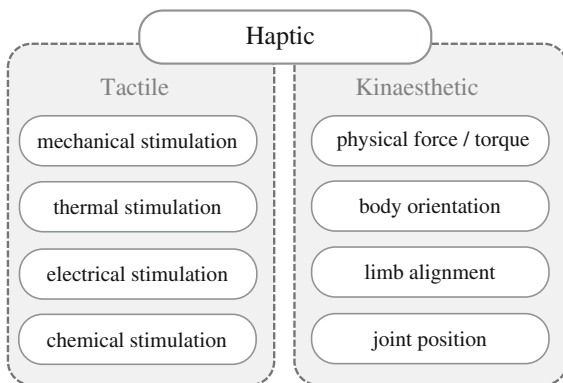 Haptic
Tactile
mechanical stimulation
thermal stimulation
electrical stimulation
chemical stimulation
Kinaesthetic
physical force / torque
body orientation
limb alignment
joint position